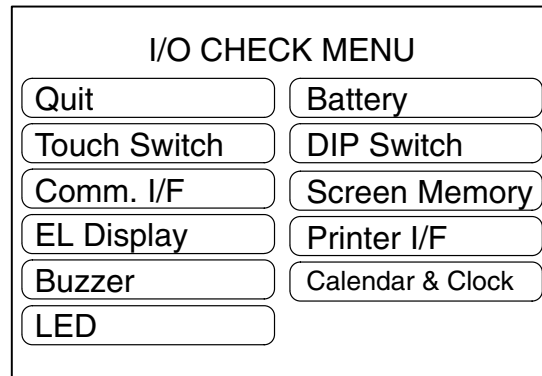 I/O CHECK MENU
Quit
Battery
Touch Switch
DIP Switch
Comm. I/F
Screen Memory
EL Display
Printer I/F
Buzzer
Calendar & Clock
LED